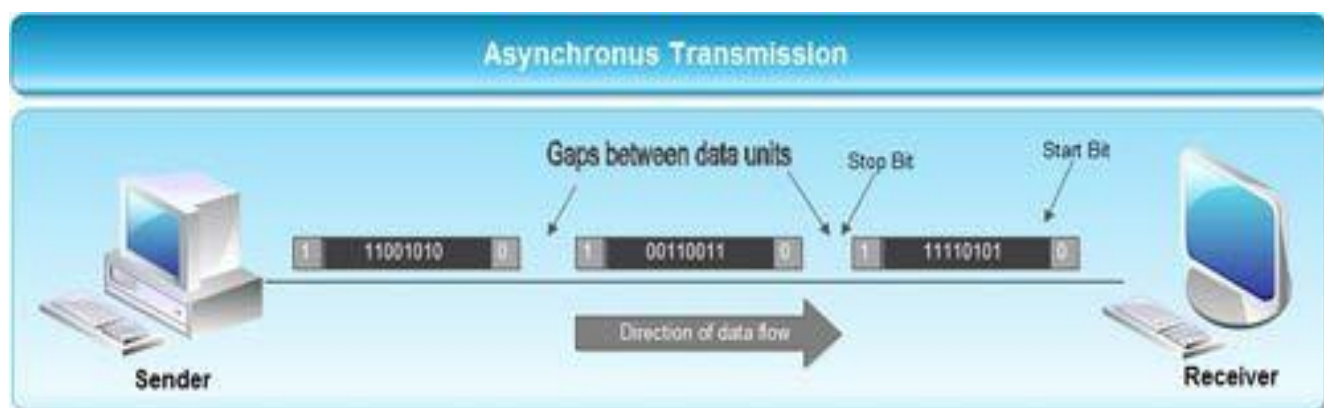 Asynchronus Transmission
Gaps between data units
Stop Bit
Start Bit
1 11001010 0
1 00110011 0
1 11110101 0
Direction of data flow
Sender
Receiver